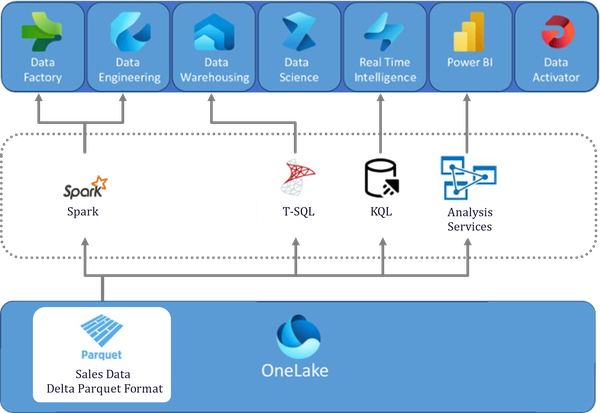 Data
Factory
Data
Engineering
Data
Warehousing
Data
Science
Real Time
Intelligence
Power BI
Data
Activator
Spark
Spark
T-SQL
KQL
Analysis
Services
Parquet
Sales Data
Delta Parquet Format
OneLake